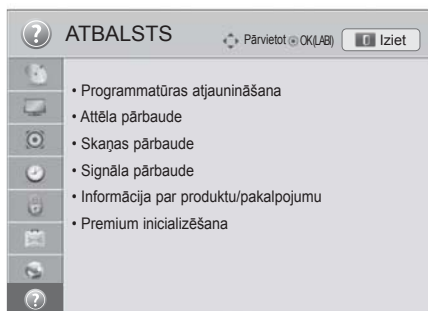 ATBALSTS
Pārvietot OK(LABI) Iziet
• Programmatūras atjaunināšana
• Attēla pārbaude
• Skaņas pārbaude
• Signāla pārbaude
• Informācija par produktu/pakalpojumu
• Premium inicializēšana